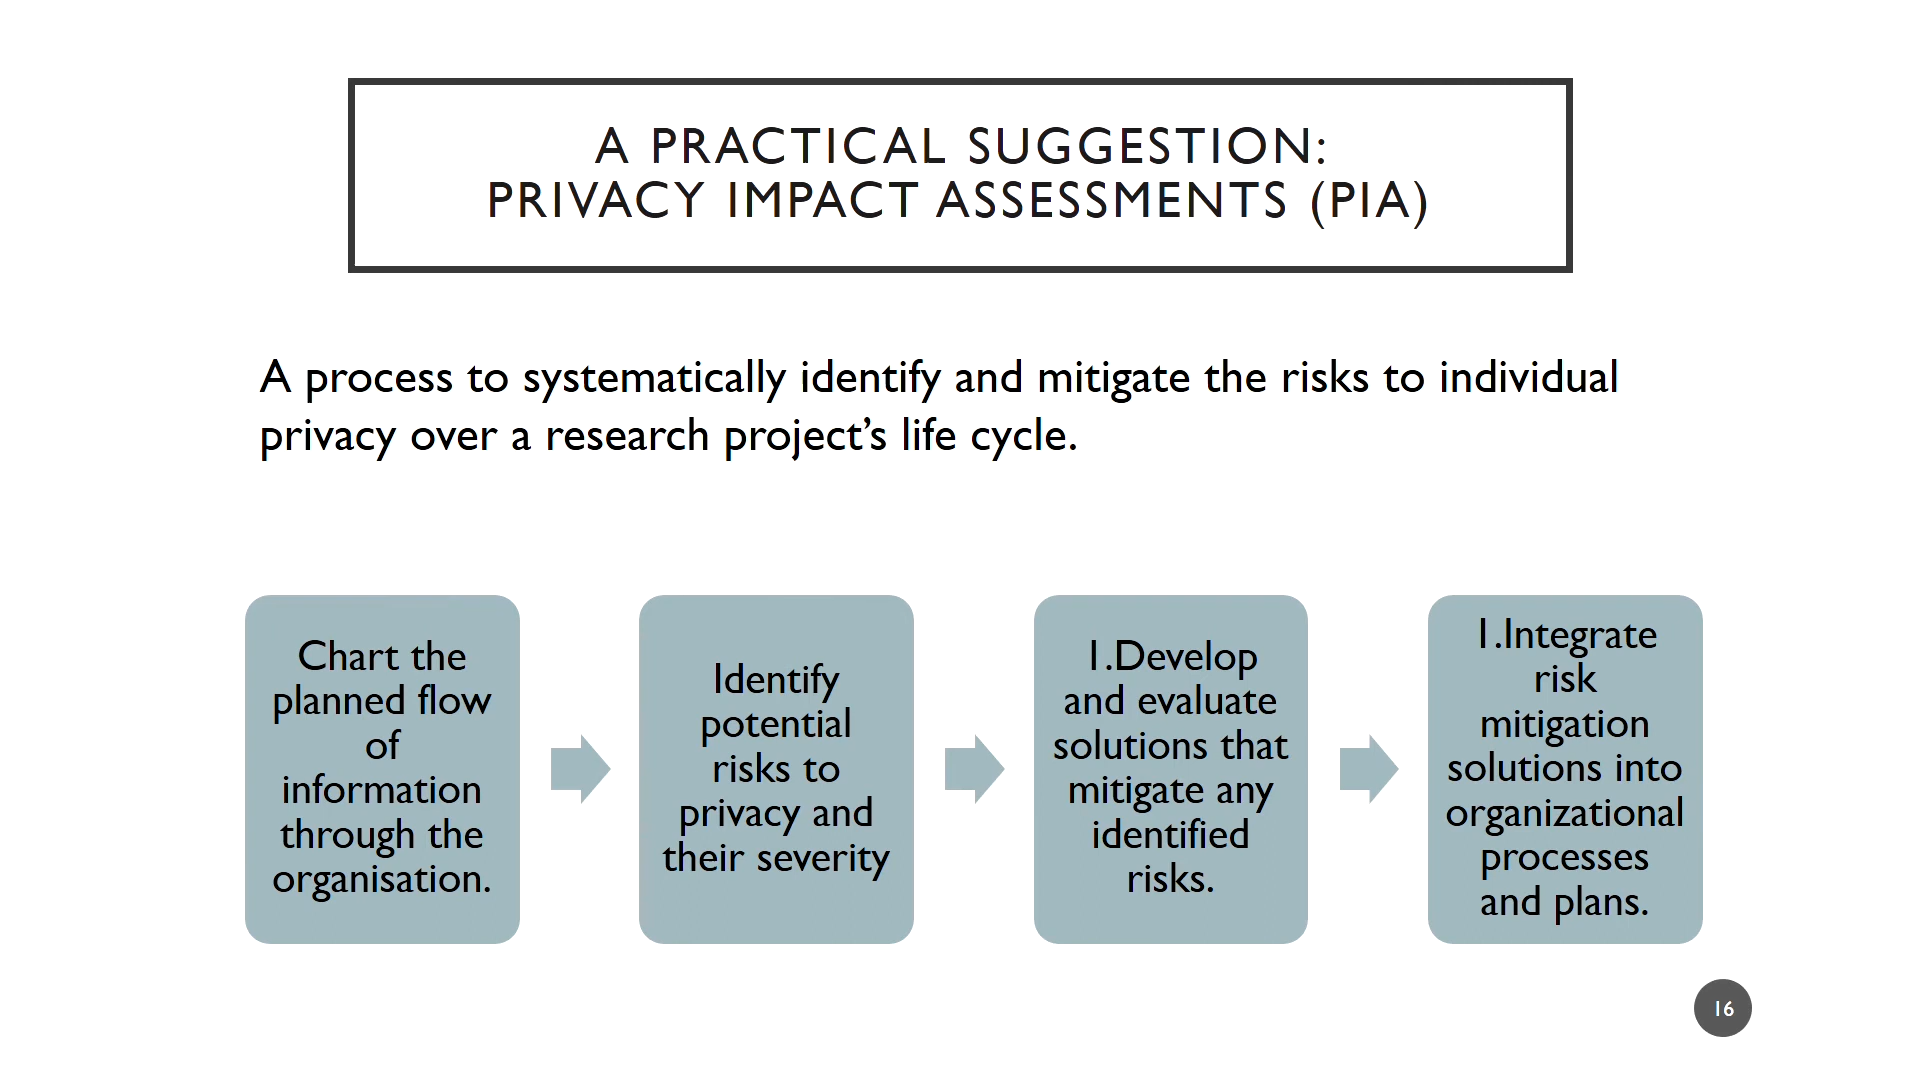 A PRACTICAL SUGGESTION:
PRIVACY IMPACT ASSESSMENTS (PIA)
A process to systematically identify and mitigate the risks to individual
privacy over a research project’s life cycle.
Chart the
planned flow
of
information
through the
organisation.
Identify
potential
risks to
privacy and
their severity
1.Develop
and evaluate
solutions that
mitigate any
identified
risks.
1.Integrate
risk
mitigation
solutions into
organizational
processes
and plans.
16